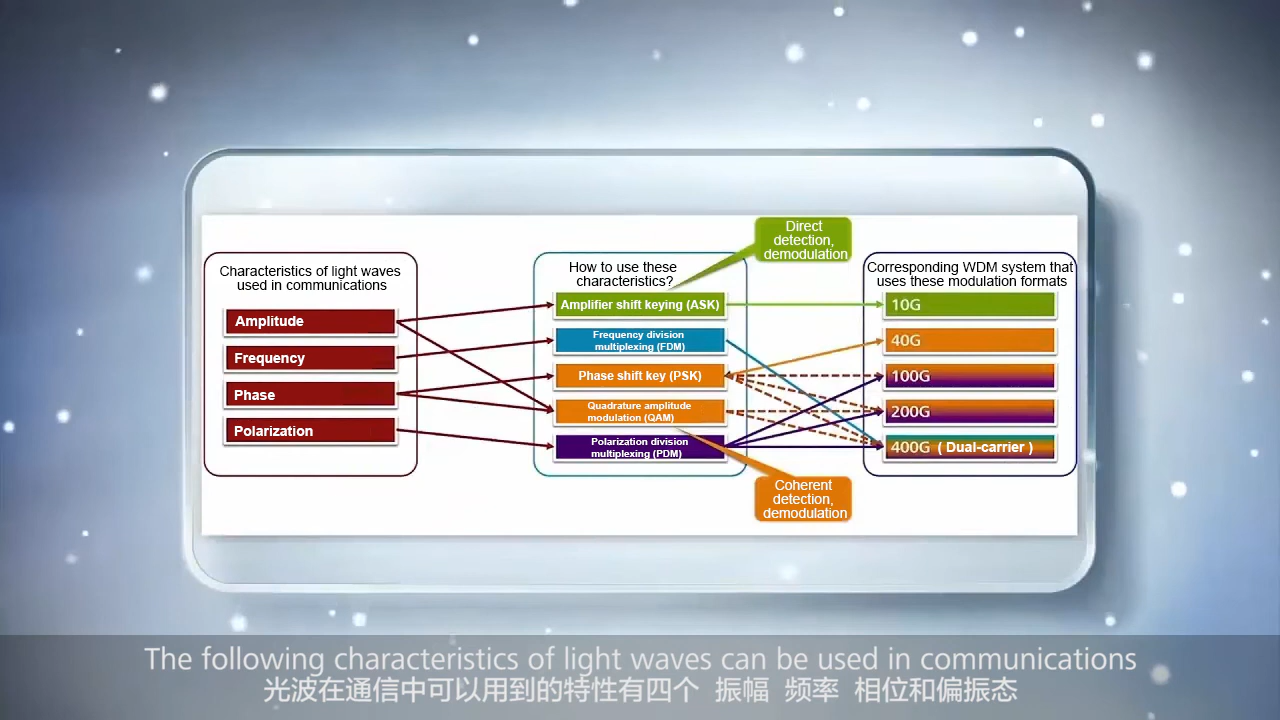 Direct
detection,
demodulation
Characteristics of light waves
used in communications
Amplitude
Frequency
Phase
Polarization
How to use these
characteristics?
Amplifier shift keying (ASK)
Frequency division
multiplexing (FDM)
Phase shift key (PSK)
Quadrature amplitude
modulation (QAM)
Polarization division
multiplexing (PDM)
Corresponding WDM system that
uses these modulation formats
10G
40G
100G
200G
400G ( Dual-carrier )
Coherent
detection,
demodulation
The following characteristics of light waves can be used in communications
光波在通信中可以用到的特性有四个 振幅 频率 相位和偏振态